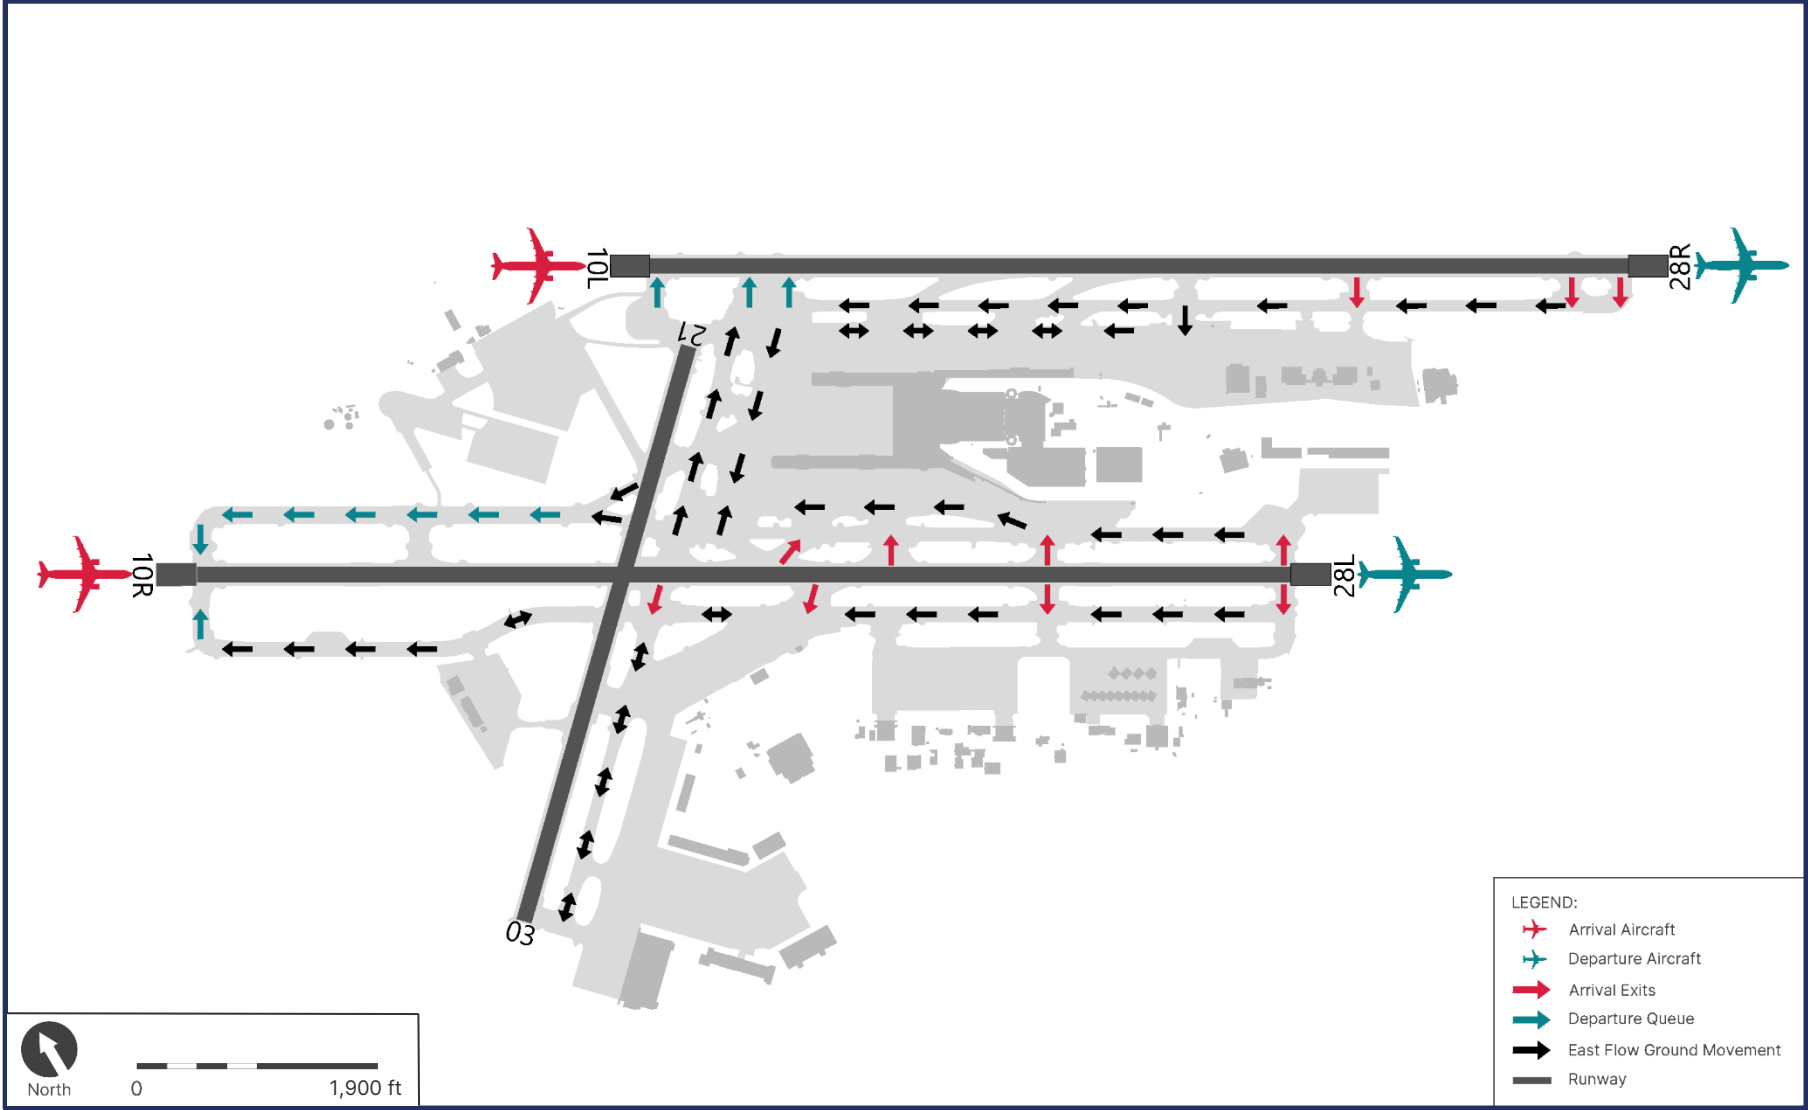 10L
28R
21
10R
28L
03
LEGEND:
Arrival Aircraft
Departure Aircraft
Arrival Exits
Departure Queue
East Flow Ground Movement
Runway
North
0 1,900 ft